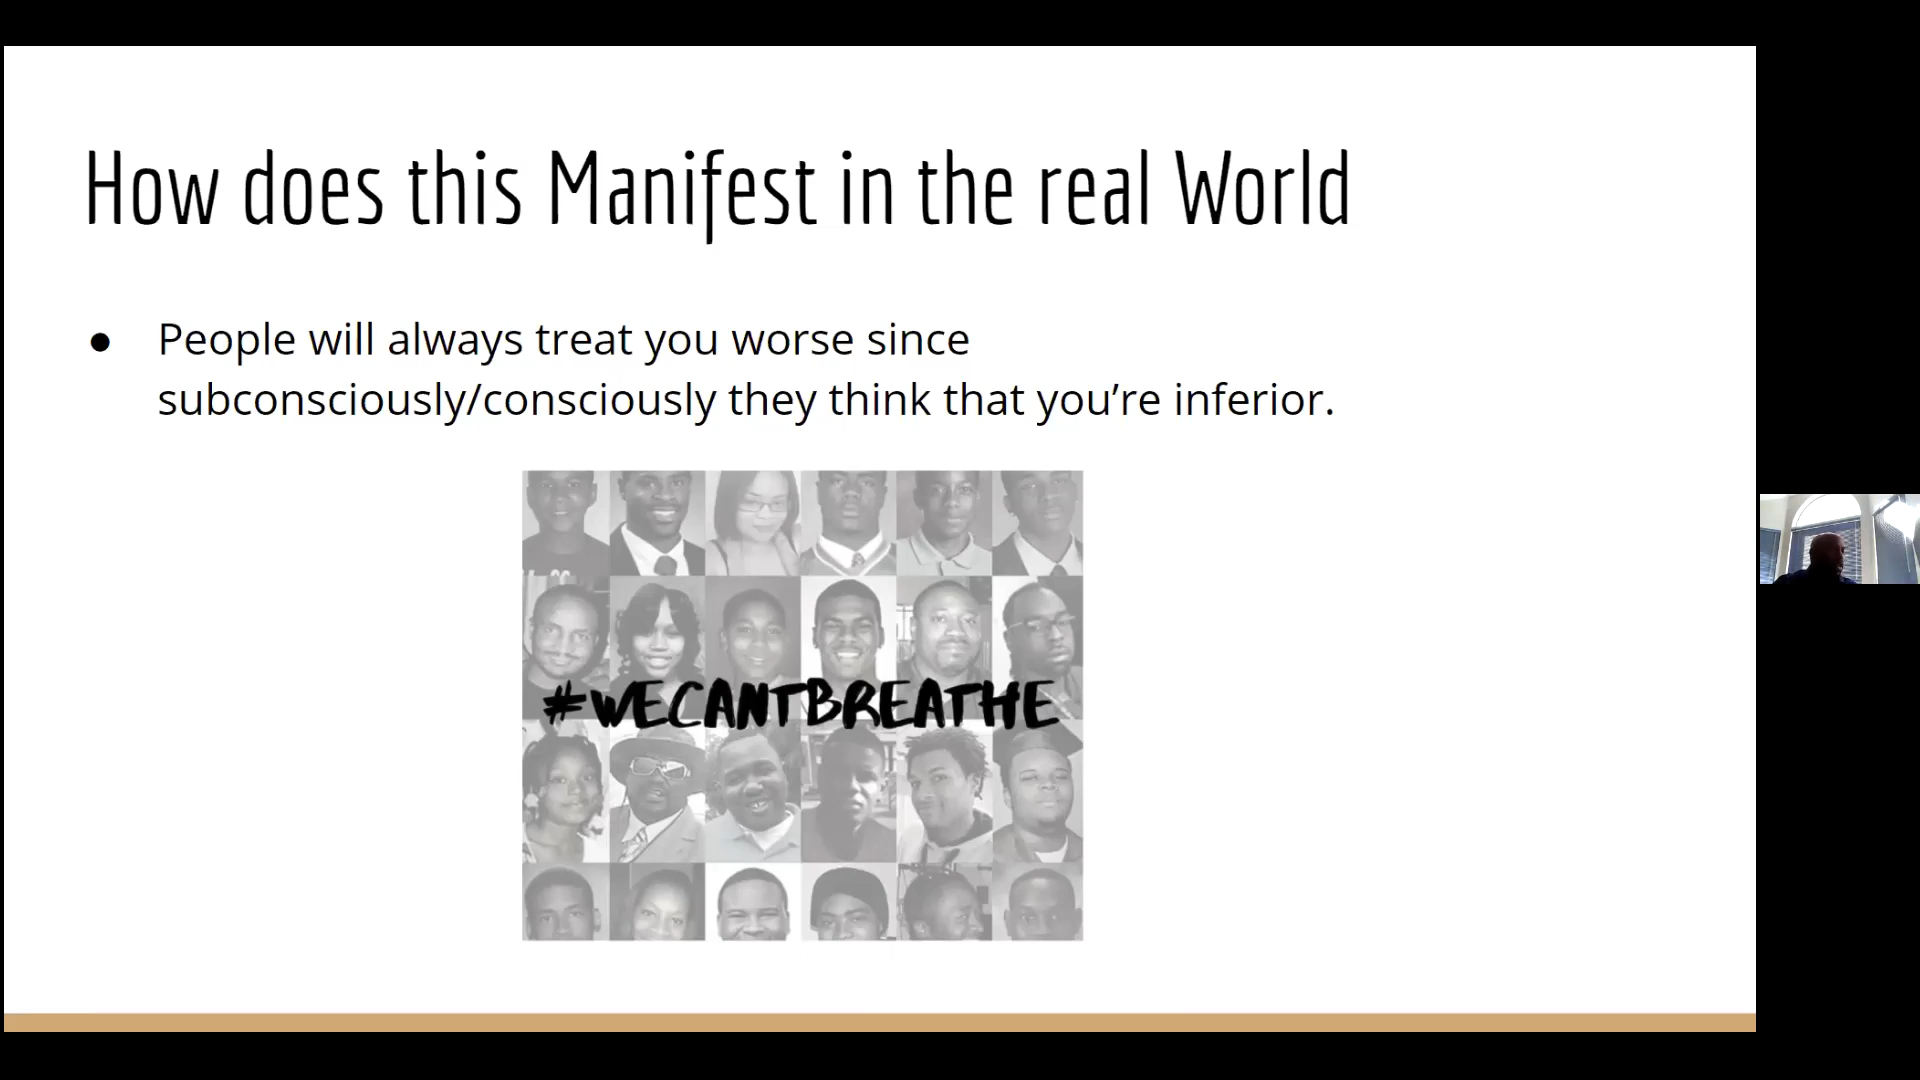 How does this Manifest in the real World
● People will always treat you worse since
subconsciously/consciously they think that you’re inferior.
#WECANTBREATHE